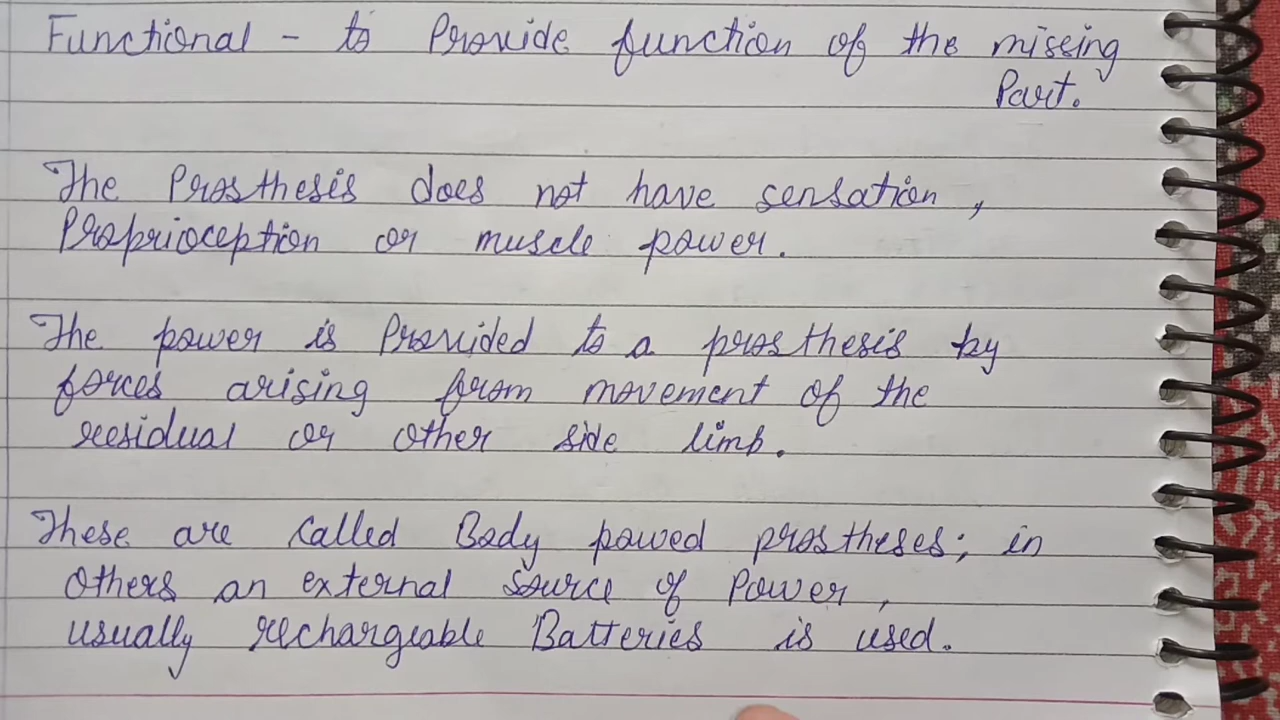 Functional - to Provide function of the missing
Part.
The Prosthesis does not have sensation,
Proprioception or muscle power.
The power is Provided to a prosthesis by
forces arising from movement of the
residual or other side limb.
These are called Body powed prostheses; in
others an external source of Power,
usually rechargeable Batteries is used.